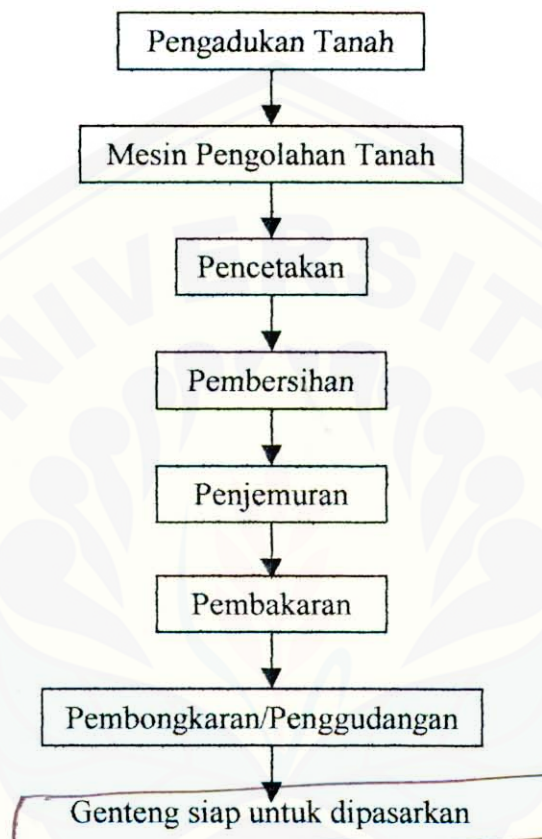 Pengadukan Tanah
Mesin Pengolahan Tanah
Pencetakan
Pembersihan
Penjemuran
Pembakaran
Pembongkaran/Penggudangan
Genteng siap untuk dipasarkan